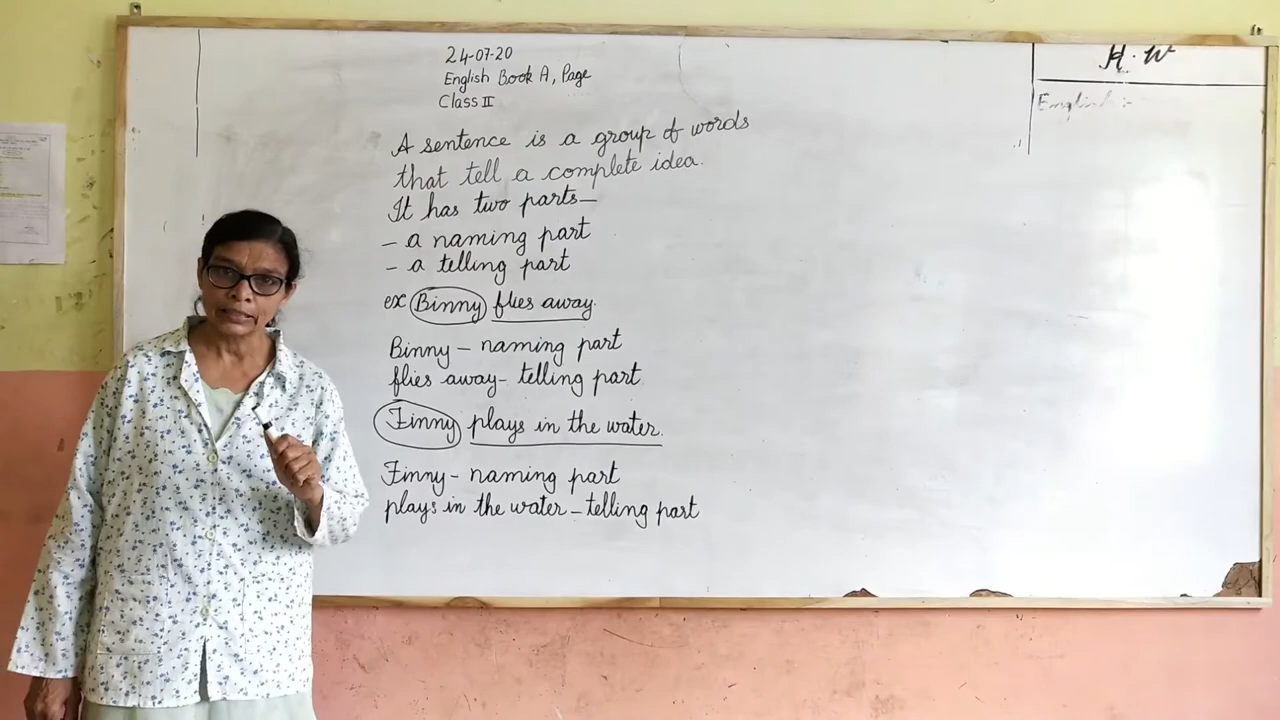 24-07-20
English Book A, Page
Class II
A sentence is a group of words
that tell a complete idea.
It has two parts—
- a naming part
- a telling part
ex Binny flies away.
Binny - naming part
flies away - telling part
Finny plays in the water.
Finny - naming part
plays in the water - telling part
H.W
English :-